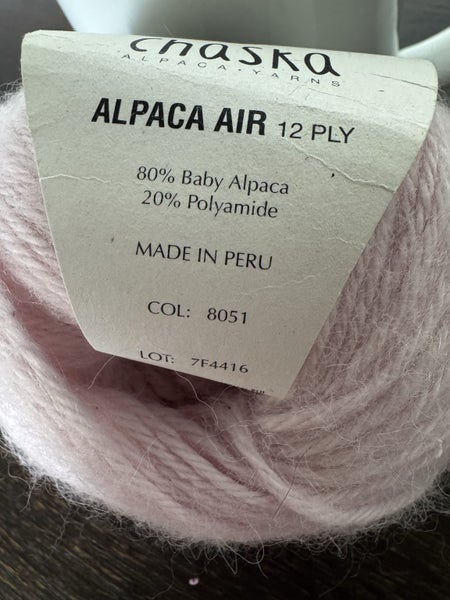 chaska
ALPACA-YARNS
ALPACA AIR 12 PLY
80% Baby Alpaca
20% Polyamide
MADE IN PERU
COL: 8051
LOT: 7F4416